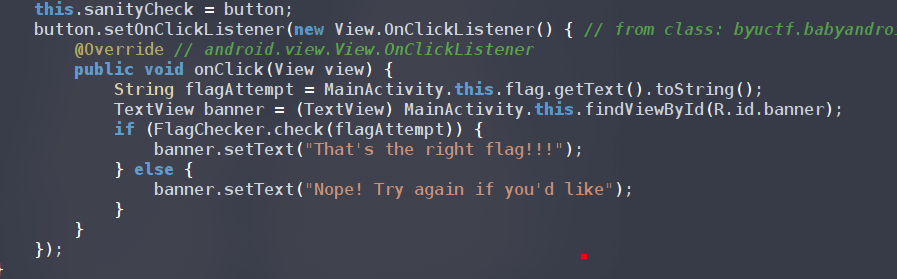 this.sanityCheck = button;
button.setOnClickListener(new View.OnClickListener() { // from class: byuctf.babyandro
@Override // android.view.View.OnClickListener
public void onClick(View view) {
String flagAttempt = MainActivity.this.flag.getText().toString();
TextView banner = (TextView) MainActivity.this.findViewById(R.id.banner);
if (FlagChecker.check(flagAttempt)) {
banner.setText("That's the right flag!!!");
} else {
banner.setText("Nope! Try again if you'd like");
}
}
});
}